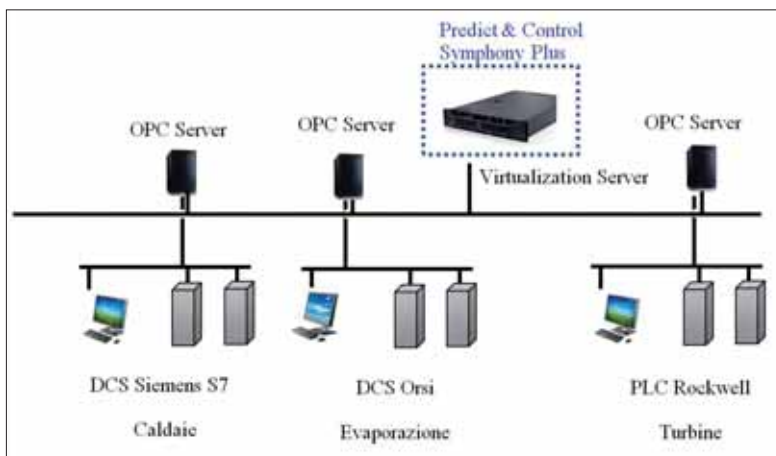 Predict & Control
Symphony Plus
OPC Server
OPC Server
OPC Server
Virtualization Server
DCS Siemens S7
DCS Orsi
PLC Rockwell
Caldaie
Evaporazione
Turbine